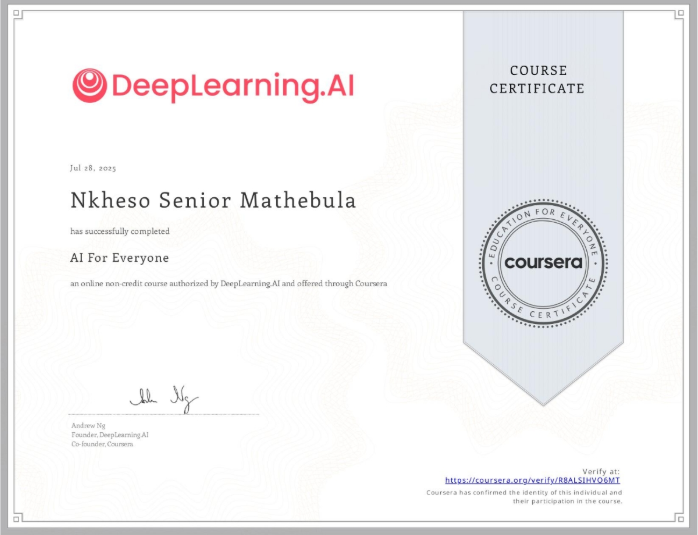 DeepLearning.AI
COURSE
CERTIFICATE
Jul 28, 2025
Nkheso Senior Mathebula
has successfully completed
AI For Everyone
an online non-credit course authorized by DeepLearning.AI and offered through Coursera
EDUCATION FOR EVERYONE
coursera
COURSE CERTIFICATE
Andrew Ng
Founder, DeepLearning.AI
Co-founder, Coursera
Verify at:
https://coursera.org/verify/R8ALSIHVO6MT
Coursera has confirmed the identity of this individual and
their participation in the course.